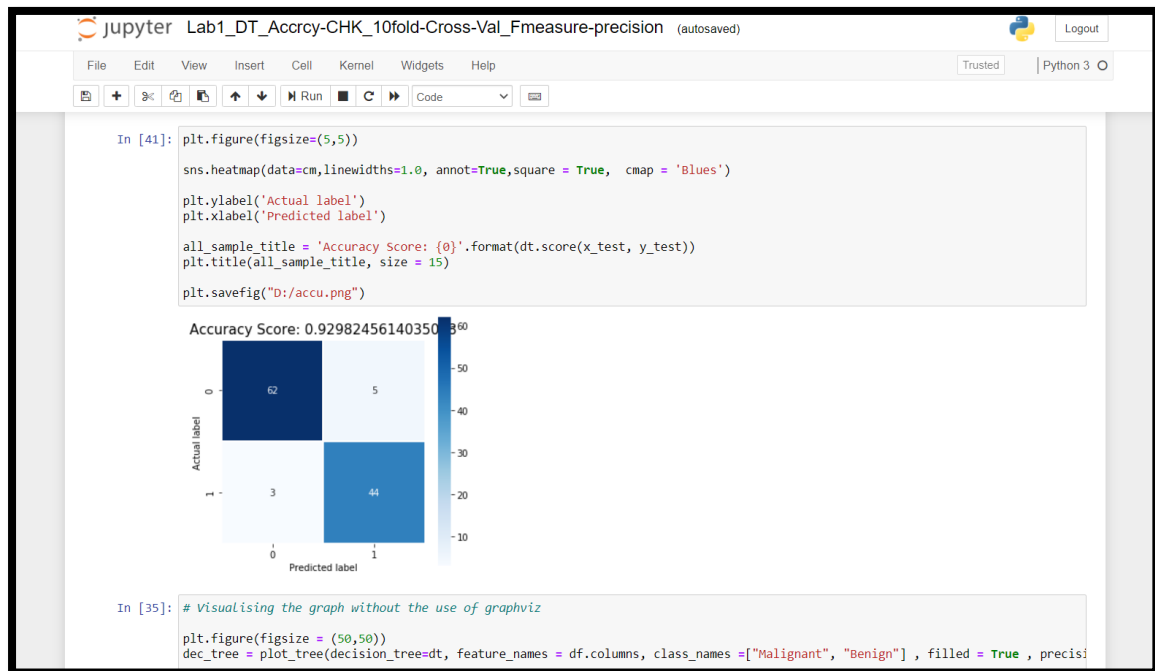 jupyter Lab1_DT_Accrcy-CHK_10fold-Cross-Val_Fmeasure-precision (autosaved)
Logout
File Edit View Insert Cell Kernel Widgets Help
Trusted Python 3
Run Code
In [41]: plt.figure(figsize=(5,5))
sns.heatmap(data=cm,linewidths=1.0, annot=True,square = True,  cmap = 'Blues')
plt.ylabel('Actual label')
plt.xlabel('Predicted label')
all_sample_title = 'Accuracy Score: {0}'.format(dt.score(x_test, y_test))
plt.title(all_sample_title, size = 15)
plt.savefig("D:/accu.png")
Accuracy Score: 0.9298245614035
60
50
40
30
20
10
Actual label
0
62 5
1
3 44
0 1
Predicted label
In [35]: # Visualising the graph without the use of graphviz
plt.figure(figsize = (50,50))
dec_tree = plot_tree(decision_tree=dt, feature_names = df.columns, class_names =["Malignant", "Benign"] , filled = True , precisi